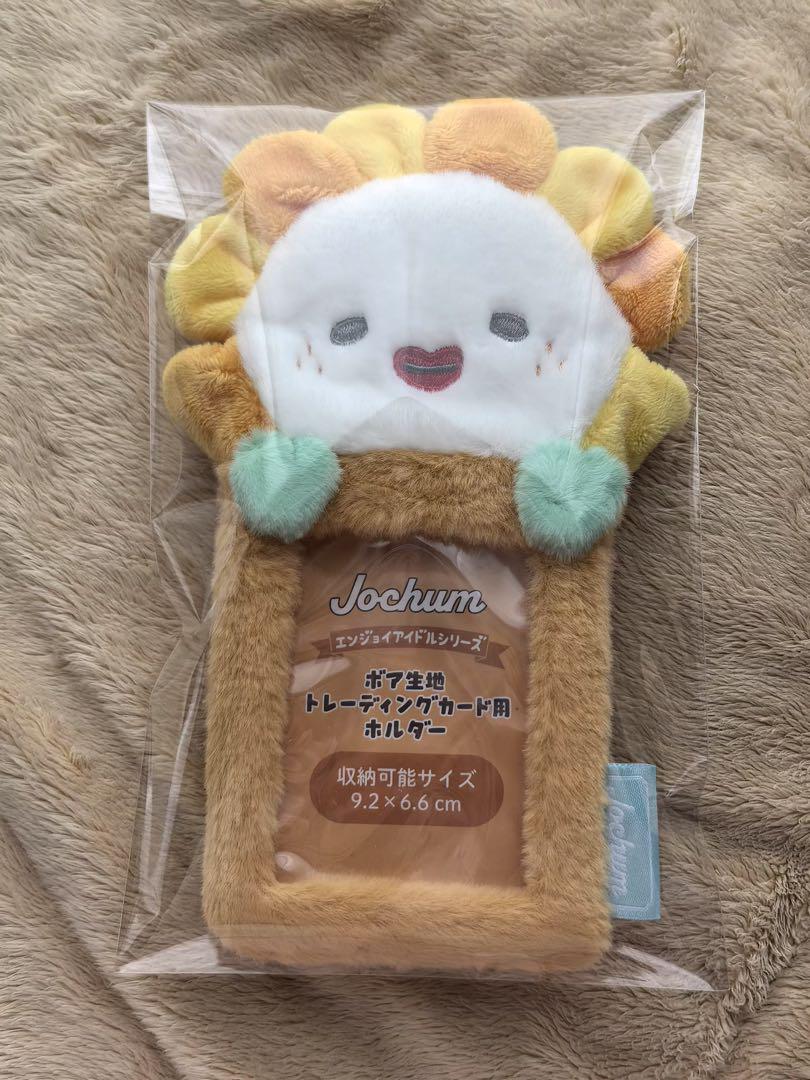 Jochum
エンジョイアイドルシリーズ
ボア生地
トレーディングカード用
ホルダー
収納可能サイズ
9.2×6.6cm
Jochum